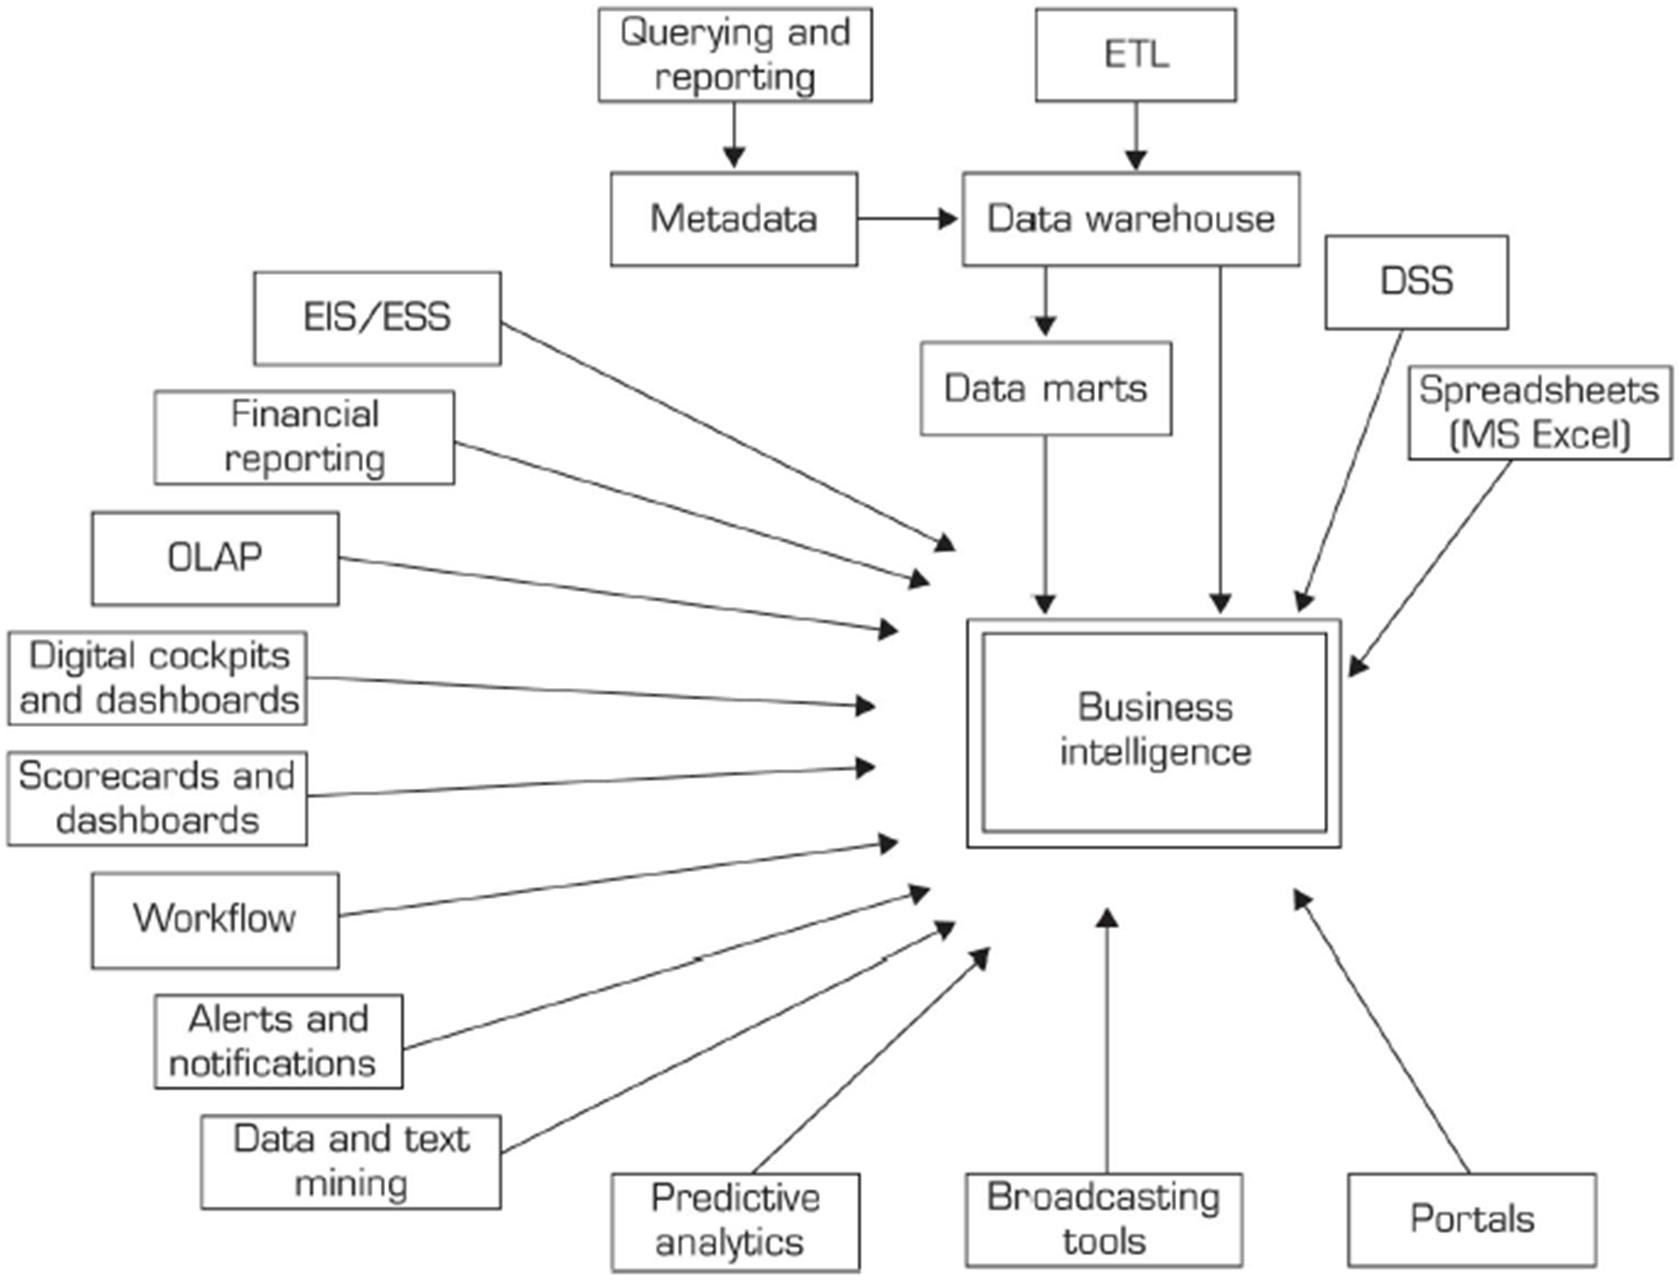 Querying and
reporting
ETL
Metadata
Data warehouse
DSS
EIS/ESS
Data marts
Spreadsheets
(MS Excel)
Financial
reporting
OLAP
Digital cockpits
and dashboards
Business
intelligence
Scorecards and
dashboards
Workflow
Alerts and
notifications
Data and text
mining
Predictive
analytics
Broadcasting
tools
Portals